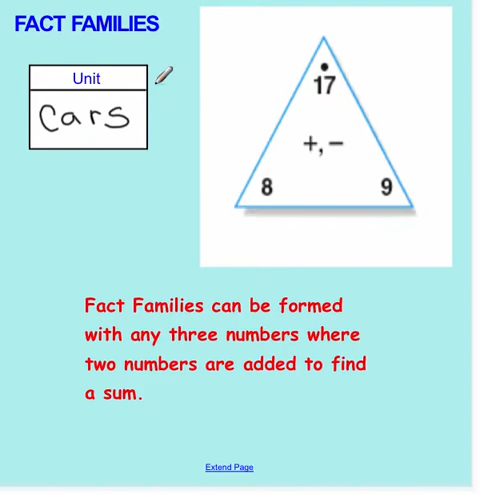 FACT FAMILIES
Unit
Cars
17
+, −
8 9
Fact Families can be formed
with any three numbers where
two numbers are added to find
a sum.
Extend Page